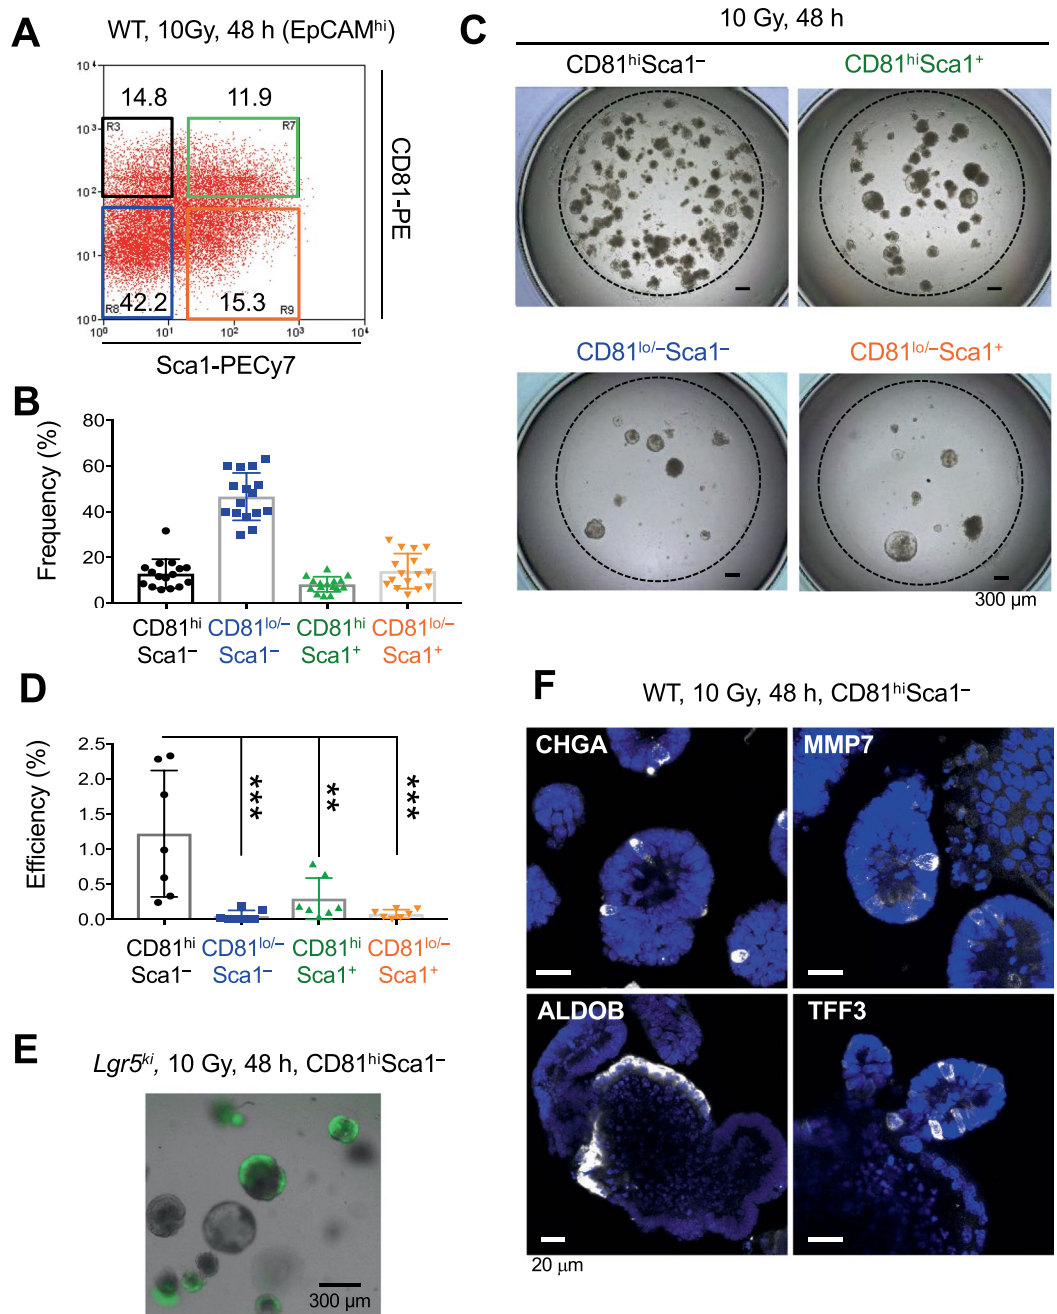 A
WT, 10Gy, 48 h (EpCAMʰⁱ)
10⁴
10³
10²
10¹
10⁰
14.8
11.9
R3
R7
42.2
15.3
R8
R9
10⁰ 10¹ 10² 10³ 10⁴
CD81-PE
Sca1-PECy7
B
Frequency (%)
80
60
40
20
0
CD81ʰⁱ Sca1⁻
CD81ˡᵒ/⁻ Sca1⁻
CD81ʰⁱ Sca1⁺
CD81ˡᵒ/⁻ Sca1⁺
C
10 Gy, 48 h
CD81ʰⁱSca1⁻
CD81ʰⁱSca1⁺
CD81ˡᵒ/⁻Sca1⁻
CD81ˡᵒ/⁻Sca1⁺
300 µm
D
Efficiency (%)
2.5
2.0
1.5
1.0
0.5
0.0
***
**
***
CD81ʰⁱ Sca1⁻
CD81ˡᵒ/⁻ Sca1⁻
CD81ʰⁱ Sca1⁺
CD81ˡᵒ/⁻ Sca1⁺
E
Lgr5ᵏⁱ, 10 Gy, 48 h, CD81ʰⁱSca1⁻
300 µm
F
WT, 10 Gy, 48 h, CD81ʰⁱSca1⁻
CHGA
MMP7
ALDOB
TFF3
20 µm